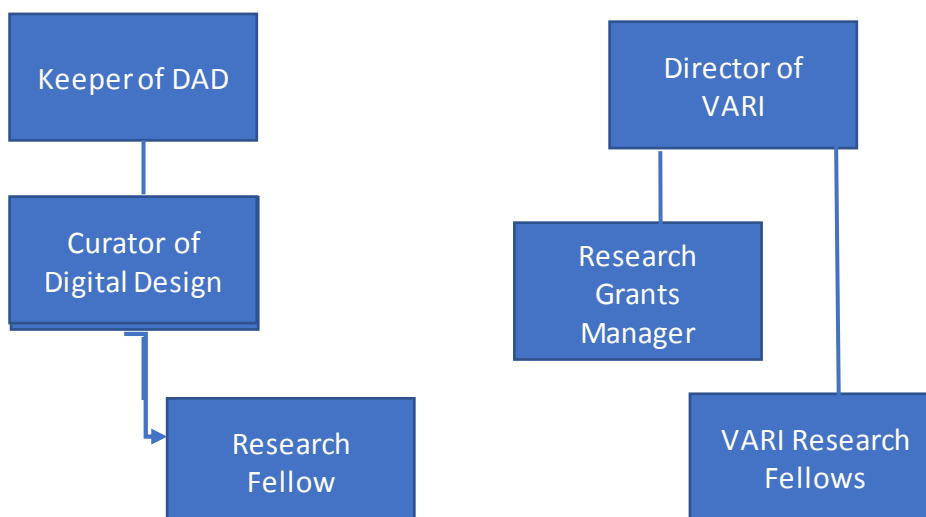 Keeper of DAD
Curator of
Digital Design
Research
Fellow
Director of
VARI
Research
Grants
Manager
VARI Research
Fellows